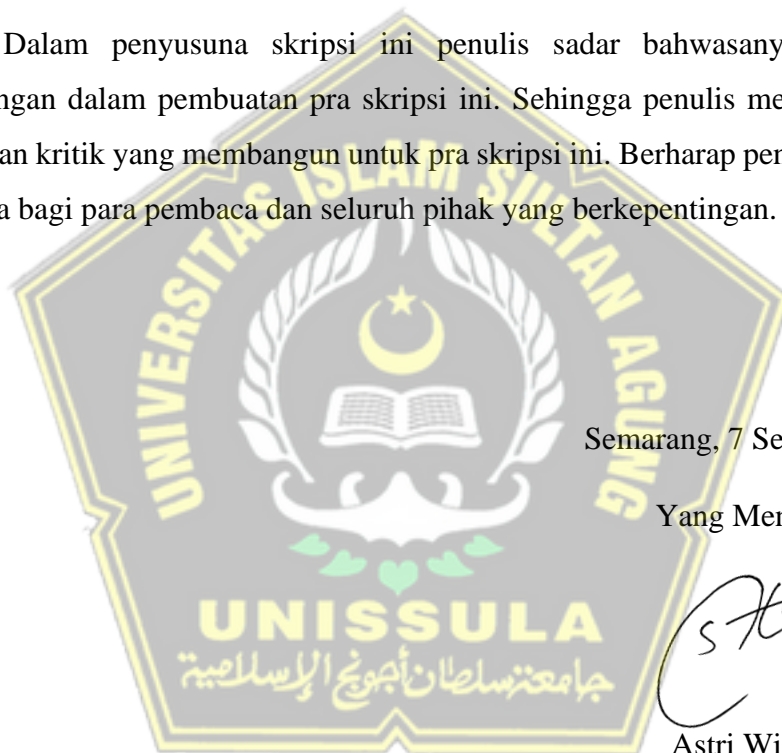 Dalam penyusuna skripsi ini penulis sadar bahwasany
ngan dalam pembuatan pra skripsi ini. Sehingga penulis me
an kritik yang membangun untuk pra skripsi ini. Berharap pe
a bagi para pembaca dan seluruh pihak yang berkepentingan.
UNIVERSITAS ISLAM SULTAN AGUNG
Semarang, 7 Se
Yang Men
UNISSULA
جامعة سلطان أجونج الإسلامية
Astri Wi